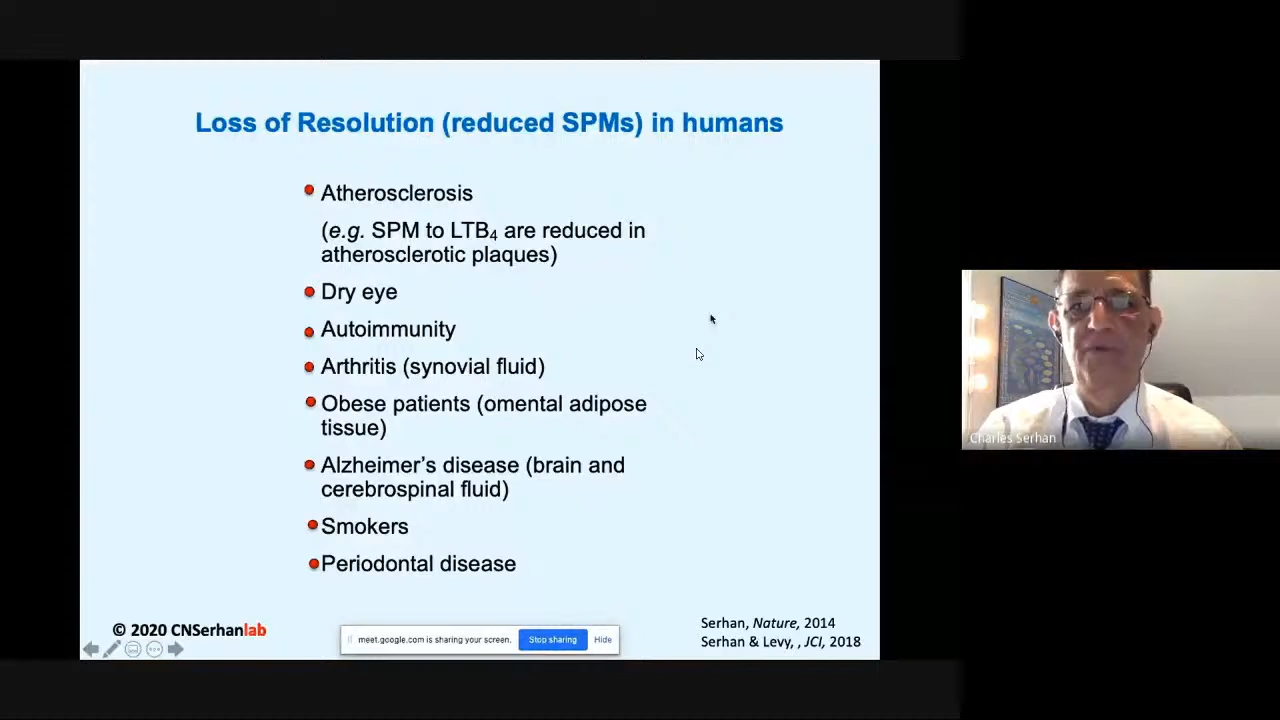 Loss of Resolution (reduced SPMs) in humans
Atherosclerosis
(e.g. SPM to LTB₄ are reduced in
atherosclerotic plaques)
Dry eye
Autoimmunity
Arthritis (synovial fluid)
Obese patients (omental adipose
tissue)
Alzheimer’s disease (brain and
cerebrospinal fluid)
Smokers
Periodontal disease
© 2020 CNSerhanlab
meet.google.com is sharing your screen.
Stop sharing
Hide
Serhan, Nature, 2014
Serhan & Levy, , JCI, 2018
Charles Serhan